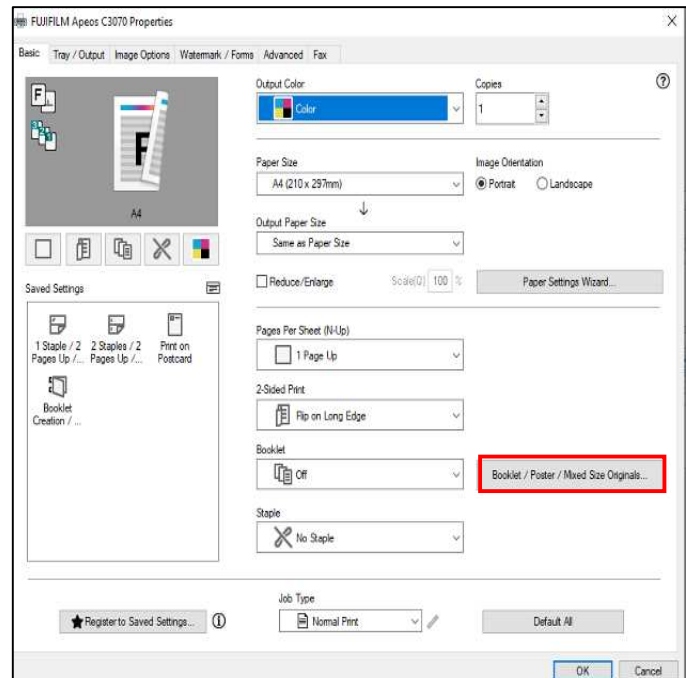 FUJIFILM Apeos C3070 Properties
X
Basic
Tray / Output
Image Options
Watermark / Forms
Advanced
Fax
F
F
A4
Saved Settings
1 Staple / 2
Pages Up /...
2 Staples / 2
Pages Up /...
Print on
Postcard
Booklet
Creation / ...
Output Color
Color
Copies
1
?
Paper Size
A4 (210 x 297mm)
Image Orientation
Portrait
Landscape
Output Paper Size
Same as Paper Size
Reduce/Enlarge
Scale(Q)
100
%
Paper Settings Wizard...
Pages Per Sheet (N-Up)
1 Page Up
2-Sided Print
Flip on Long Edge
Booklet
Off
Booklet / Poster / Mixed Size Originals...
Staple
No Staple
Register to Saved Settings...
Job Type
Normal Print
Default All
OK
Cancel